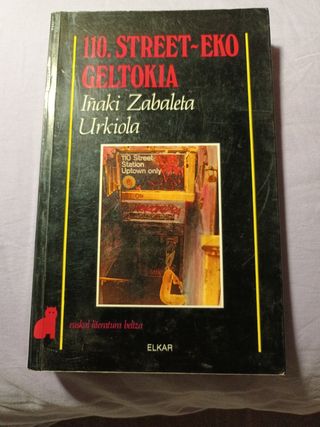 110. STREET-EKO
GELTOKIA
Iñaki Zabaleta
Urkiola
110 Street
Station
Uptown only
euskal literatura beltza
ELKAR